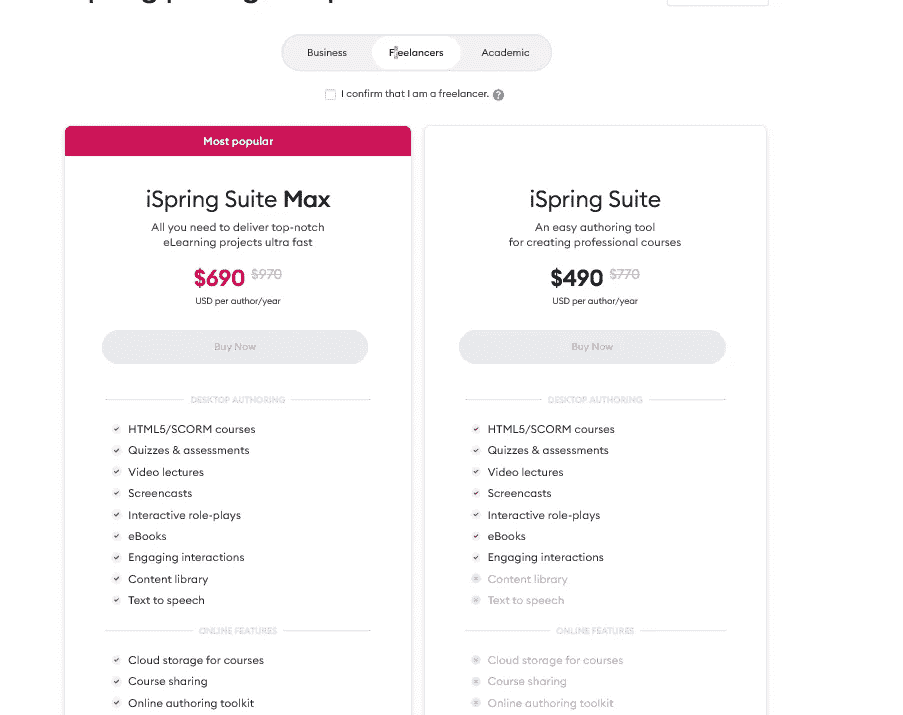 Business
Freelancers
Academic
I confirm that I am a freelancer. ?
Most popular
iSpring Suite Max
All you need to deliver top-notch
eLearning projects ultra fast
$690 $970
USD per author/year
Buy Now
DESKTOP AUTHORING
HTML5/SCORM courses
Quizzes & assessments
Video lectures
Screencasts
Interactive role-plays
eBooks
Engaging interactions
Content library
Text to speech
ONLINE FEATURES
Cloud storage for courses
Course sharing
Online authoring toolkit
iSpring Suite
An easy authoring tool
for creating professional courses
$490 $770
USD per author/year
Buy Now
DESKTOP AUTHORING
HTML5/SCORM courses
Quizzes & assessments
Video lectures
Screencasts
Interactive role-plays
eBooks
Engaging interactions
Content library
Text to speech
ONLINE FEATURES
Cloud storage for courses
Course sharing
Online authoring toolkit